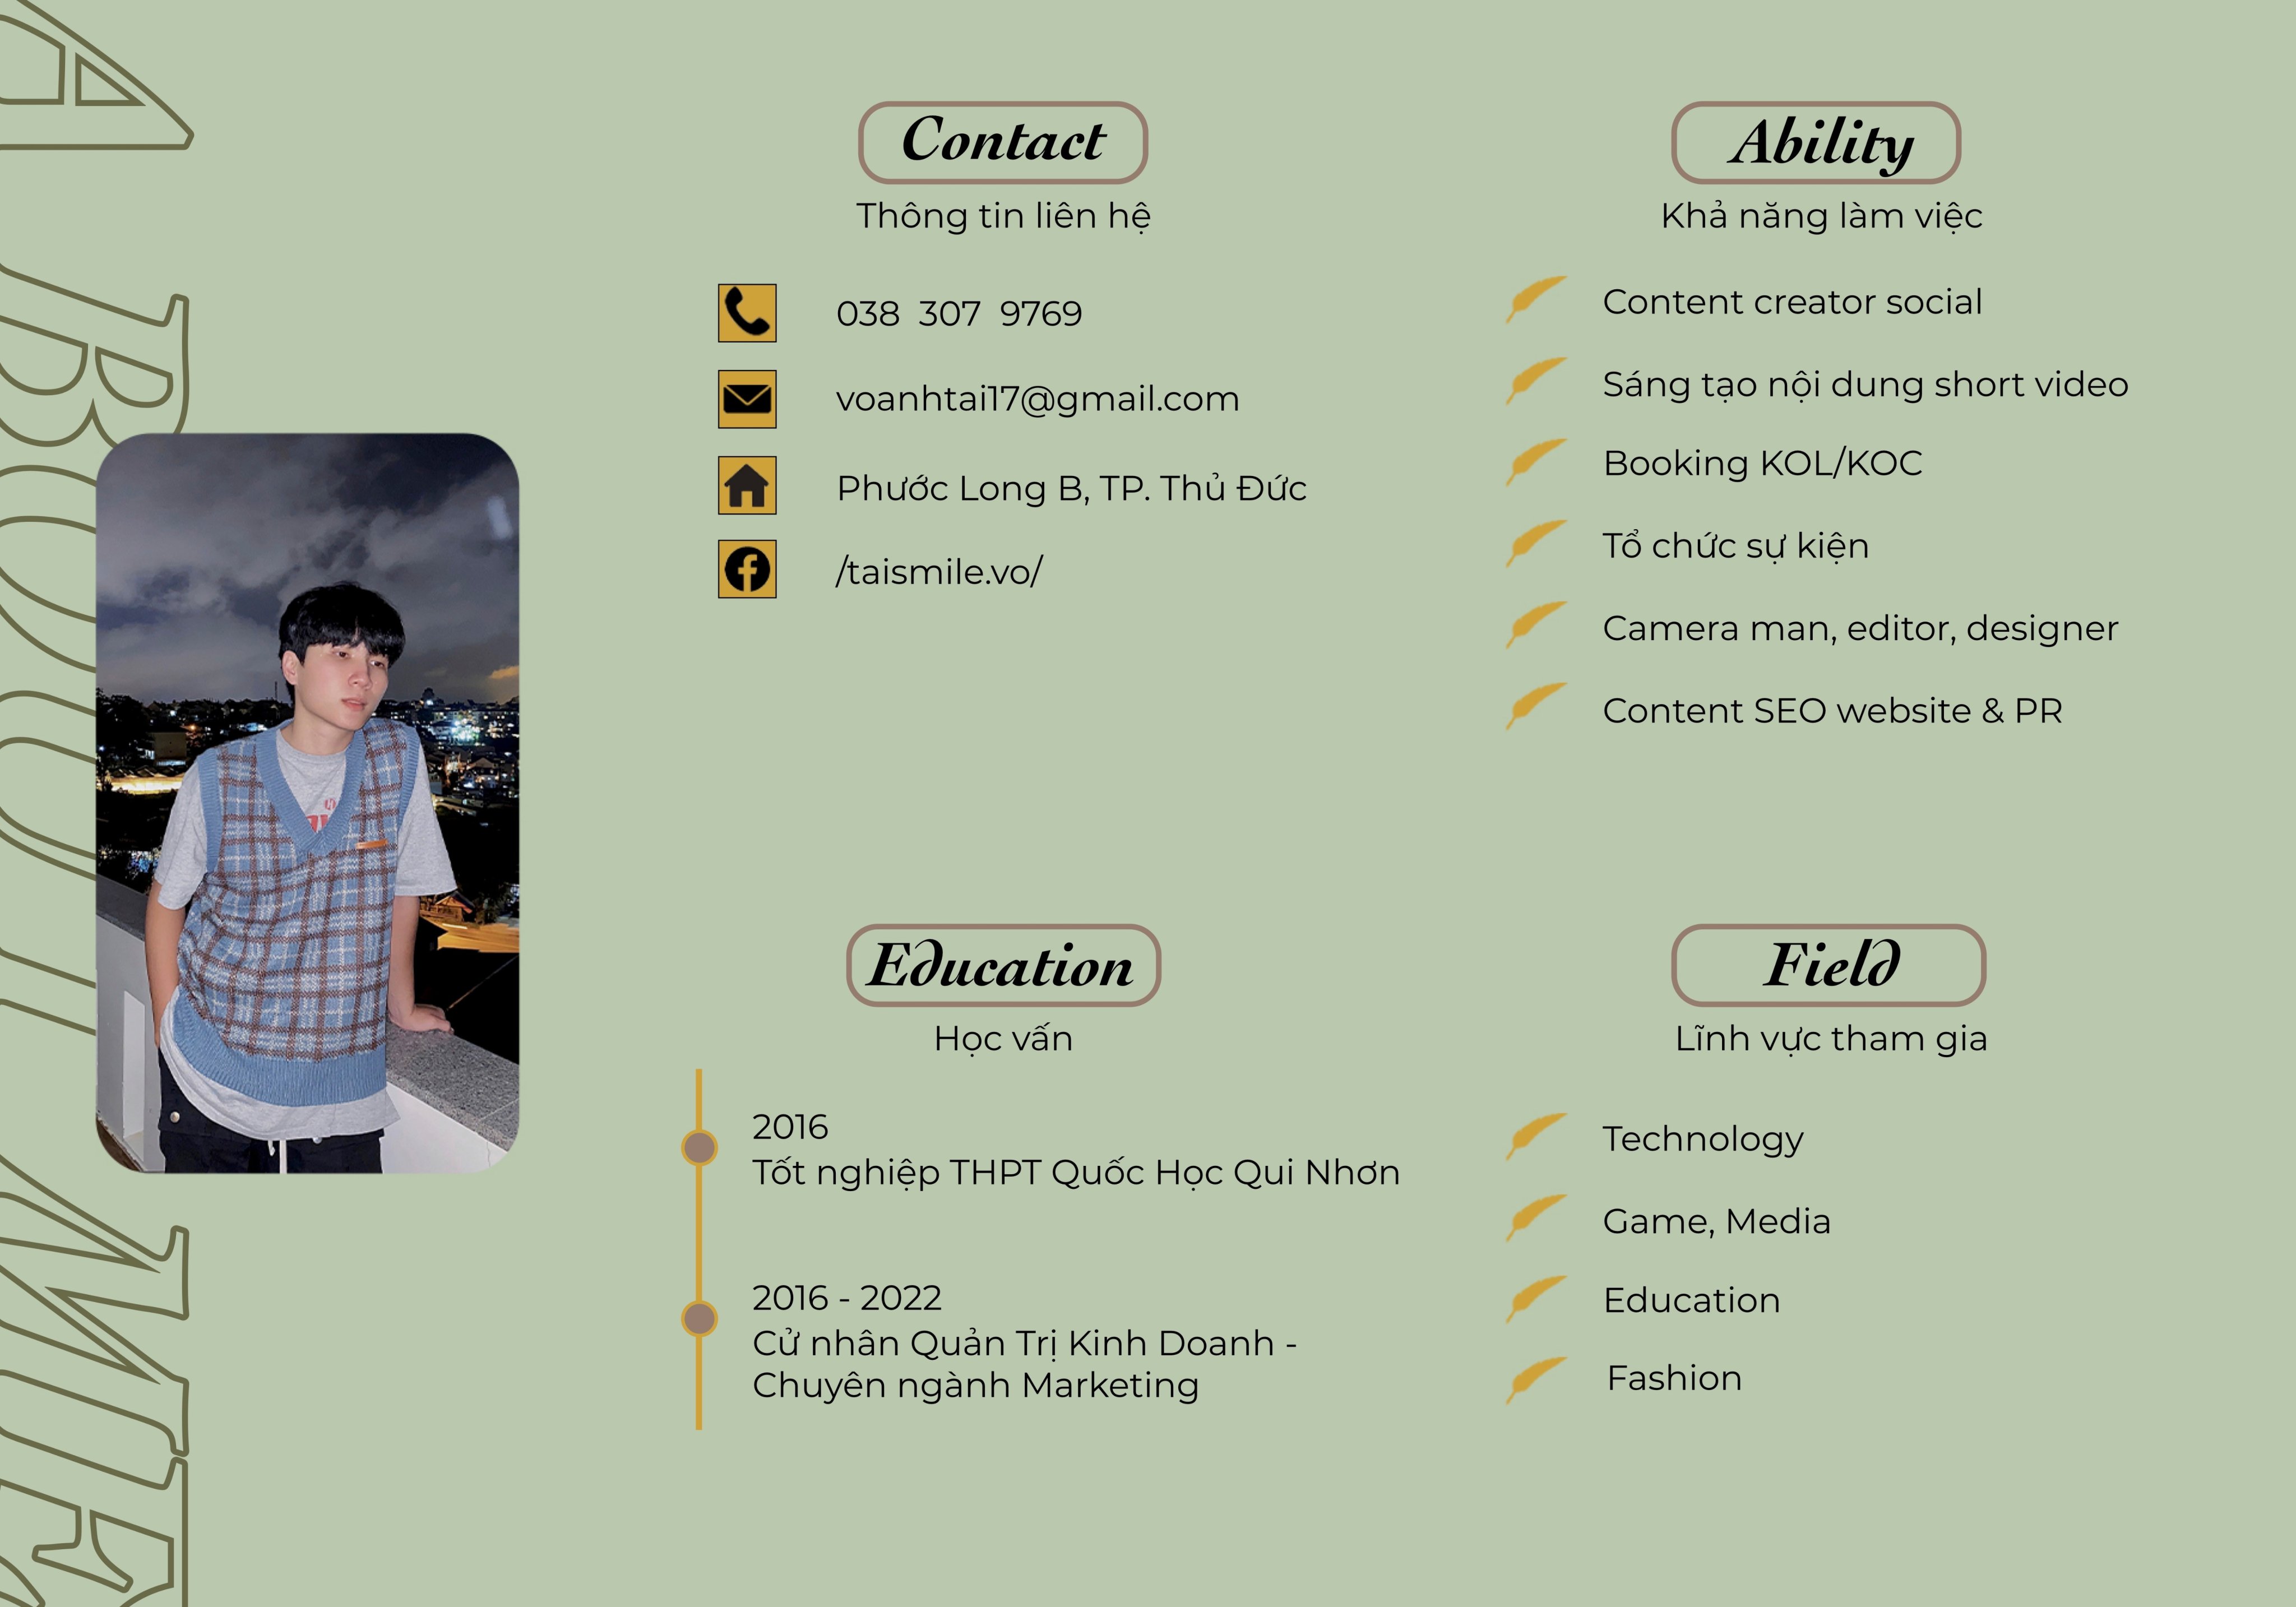 ABOUT ME
Contact
Thông tin liên hệ
038 307 9769
voanhtai17@gmail.com
Phước Long B, TP. Thủ Đức
/taismile.vo/
Ability
Khả năng làm việc
Content creator social
Sáng tạo nội dung short video
Booking KOL/KOC
Tổ chức sự kiện
Camera man, editor, designer
Content SEO website & PR
Education
Học vấn
2016
Tốt nghiệp THPT Quốc Học Qui Nhơn
2016 - 2022
Cử nhân Quản Trị Kinh Doanh -
Chuyên ngành Marketing
Field
Lĩnh vực tham gia
Technology
Game, Media
Education
Fashion